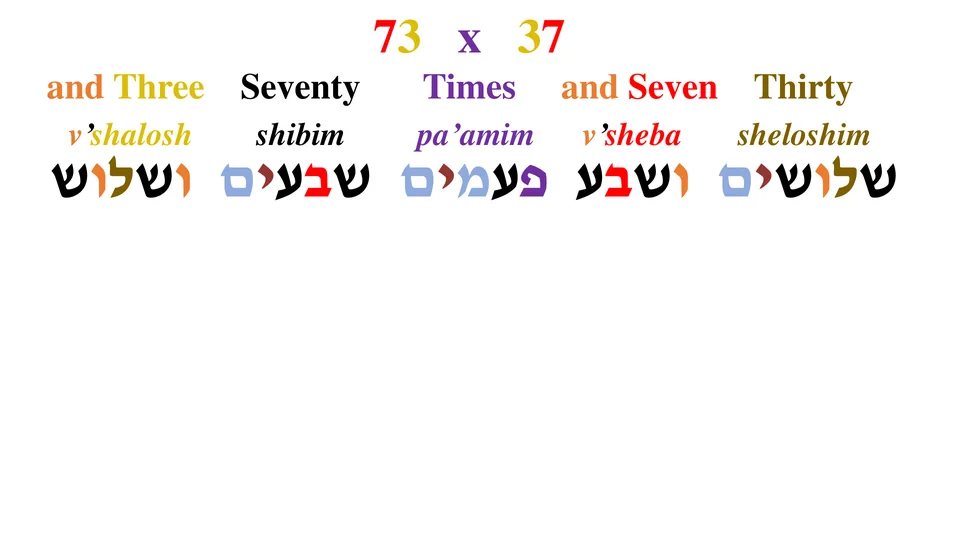 73 x 37
and Three Seventy Times and Seven Thirty
v’shalosh shibim pa’amim v’sheba sheloshim
שלושים ושבע פעמים שבעים ושלוש